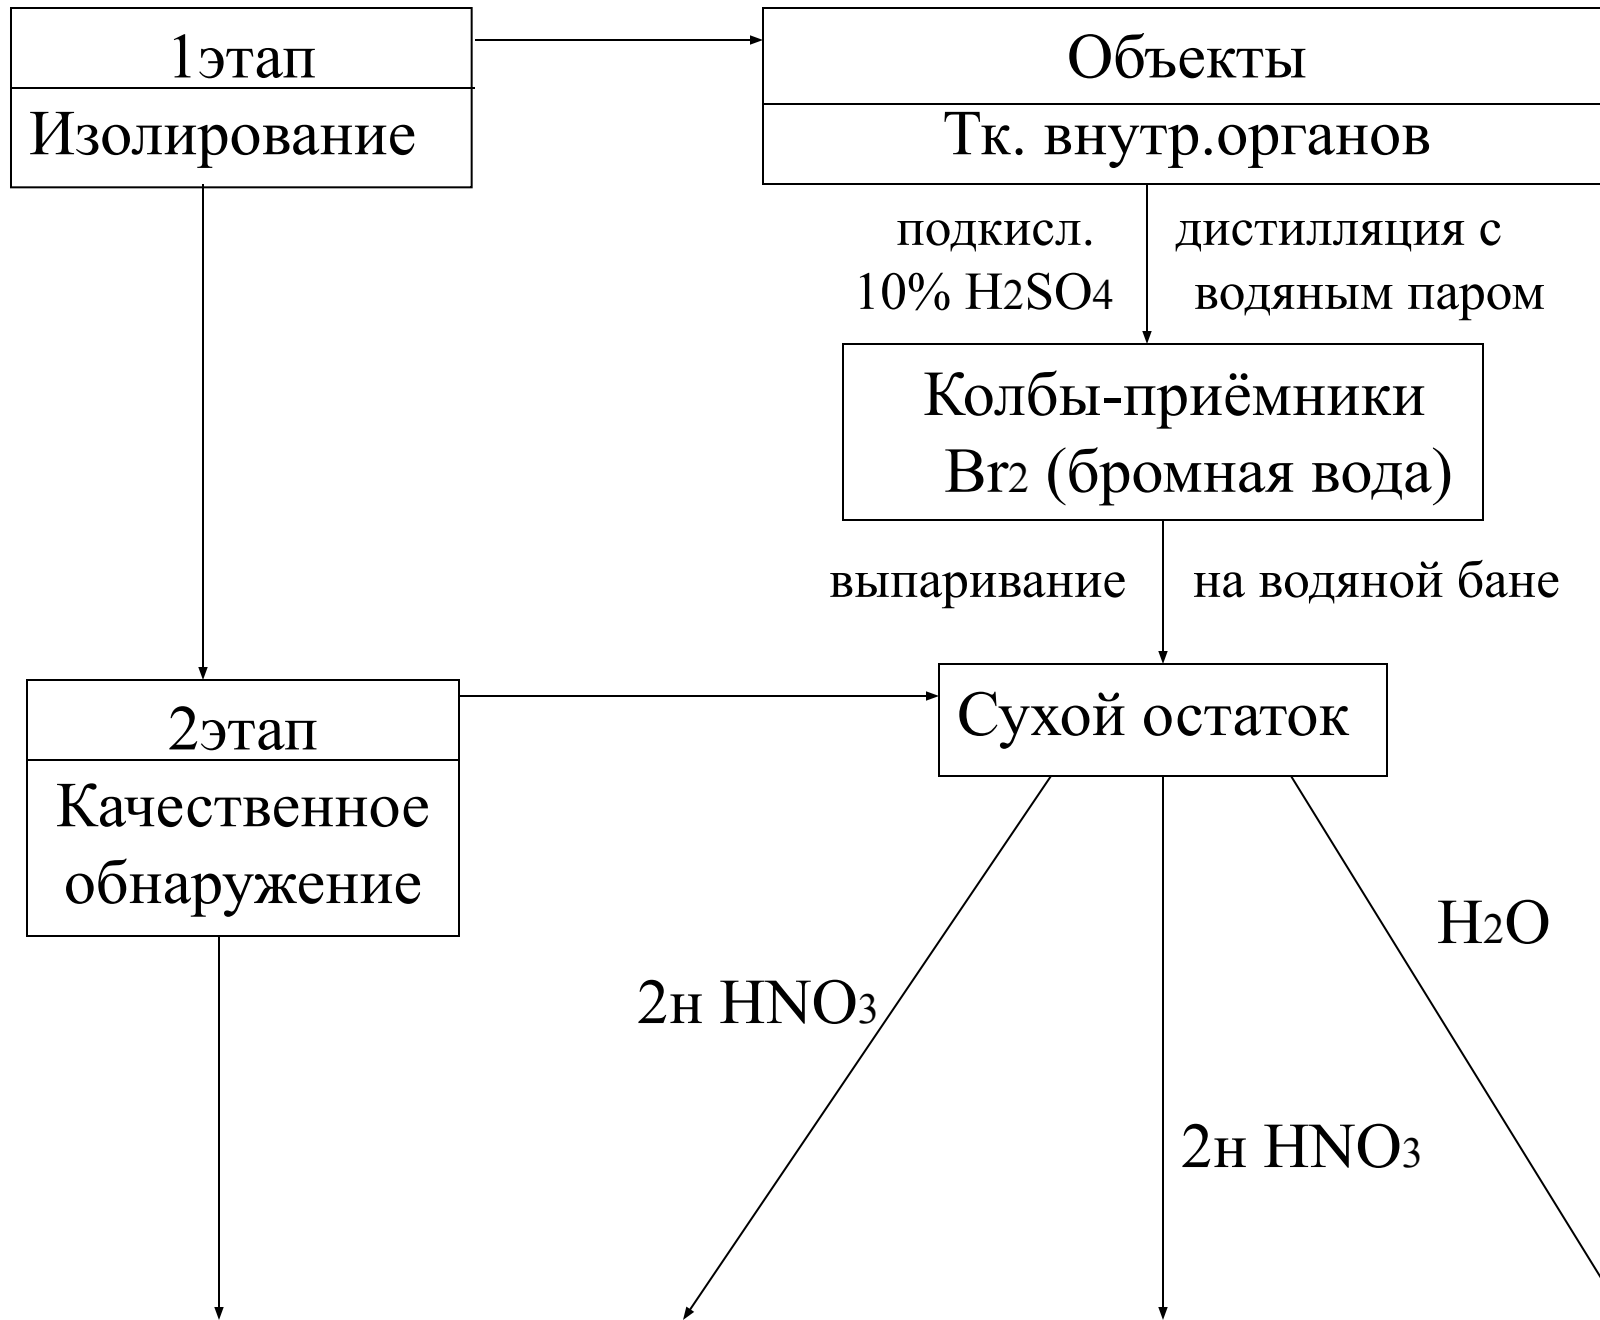 1этап
Изолирование
Объекты
Тк. внутр.органов
подкисл.
10% H2SO4
дистилляция с
водяным паром
Колбы-приёмники
Br2 (бромная вода)
выпаривание
на водяной бане
2этап
Качественное
обнаружение
Сухой остаток
H2O
2н HNO3
2н HNO3